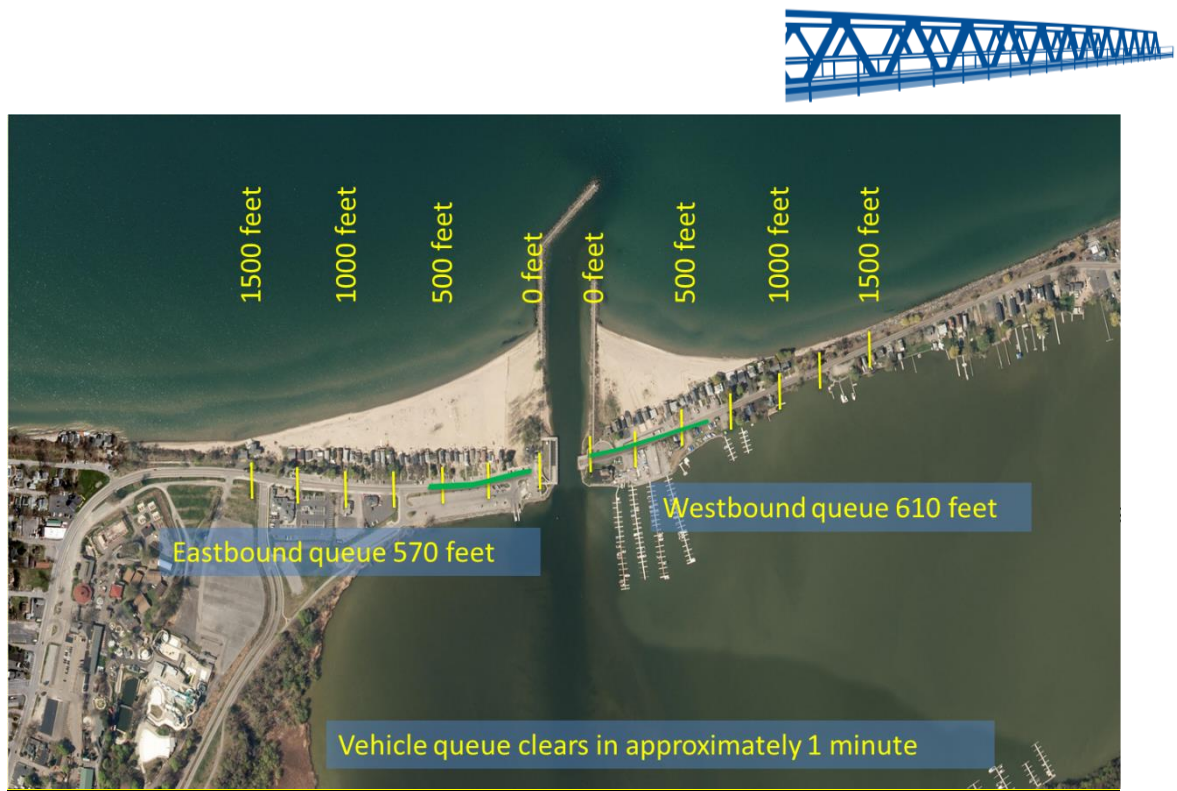 1500 feet
1000 feet
500 feet
0 feet
0 feet
500 feet
1000 feet
1500 feet
Westbound queue 610 feet
Eastbound queue 570 feet
Vehicle queue clears in approximately 1 minute